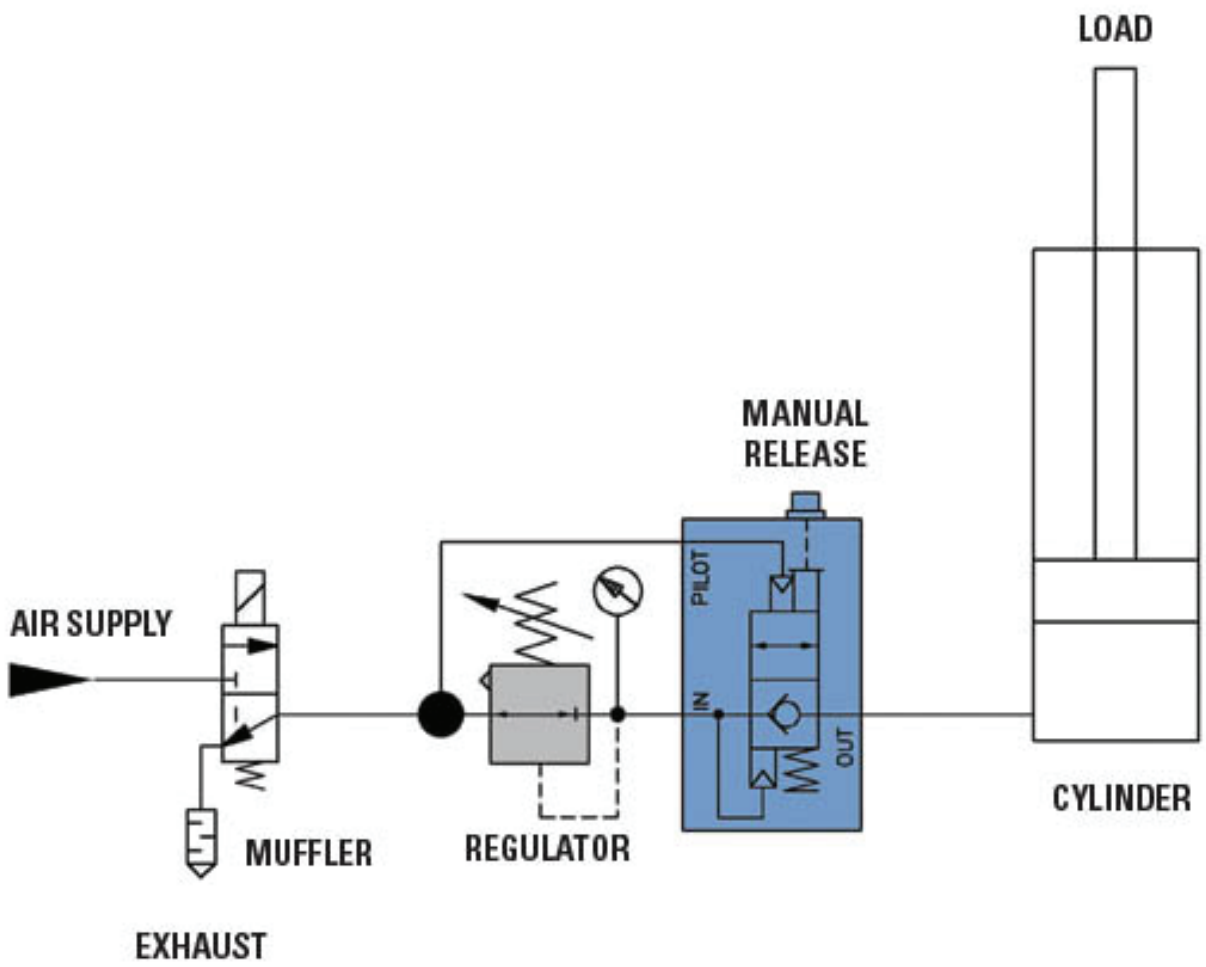 LOAD
MANUAL
RELEASE
PILOT
AIR SUPPLY
IN
OUT
CYLINDER
REGULATOR
MUFFLER
EXHAUST